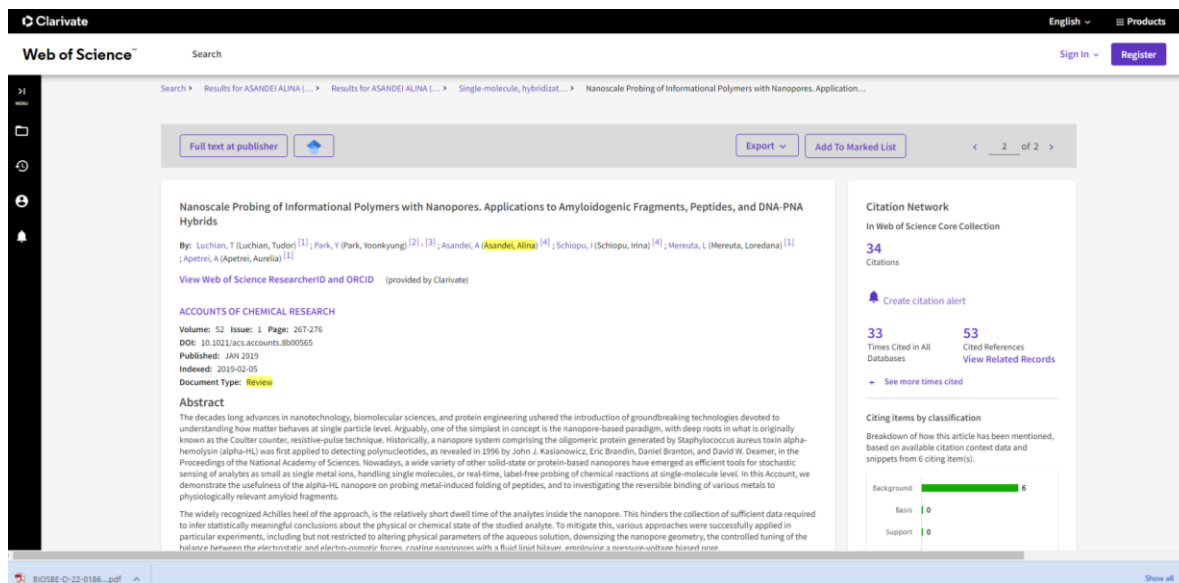 Clarivate
English
Products
Web of Science™
Search
Sign In
Register
MENU
Search > Results for ASANDEI ALINA (... > Results for ASANDEI ALINA (... > Single-molecule, hybridizat... > Nanoscale Probing of Informational Polymers with Nanopores. Application...
Full text at publisher
Export
Add To Marked List
< 2 of 2 >
Nanoscale Probing of Informational Polymers with Nanopores. Applications to Amyloidogenic Fragments, Peptides, and DNA-PNA
Hybrids
By: Luchian, T (Luchian, Tudor) [1] ; Park, Y (Park, Yoonkyung) [2] , [3] ; Asandei, A (Asandei, Alina) [4] ; Schiopu, I (Schiopu, Irina) [4] ; Mereuta, L (Mereuta, Loredana) [1]
; Apetrei, A (Apetrei, Aurelia) [1]
View Web of Science ResearcherID and ORCID (provided by Clarivate)
ACCOUNTS OF CHEMICAL RESEARCH
Volume: 52 Issue: 1 Page: 267-276
DOI: 10.1021/acs.accounts.8b00565
Published: JAN 2019
Indexed: 2019-02-05
Document Type: Review
Abstract
The decades long advances in nanotechnology, biomolecular sciences, and protein engineering ushered the introduction of groundbreaking technologies devoted to
understanding how matter behaves at single particle level. Arguably, one of the simplest in concept is the nanopore-based paradigm, with deep roots in what is originally
known as the Coulter counter, resistive-pulse technique. Historically, a nanopore system comprising the oligomeric protein generated by Staphylococcus aureus toxin alpha-
hemolysin (alpha-HL) was first applied to detecting polynucleotides, as revealed in 1996 by John J. Kasianowicz, Eric Brandin, Daniel Branton, and David W. Deamer, in the
Proceedings of the National Academy of Sciences. Nowadays, a wide variety of other solid-state or protein-based nanopores have emerged as efficient tools for stochastic
sensing of analytes as small as single metal ions, handling single molecules, or real-time, label-free probing of chemical reactions at single-molecule level. In this Account, we
demonstrate the usefulness of the alpha-HL nanopore on probing metal-induced folding of peptides, and to investigating the reversible binding of various metals to
physiologically relevant amyloid fragments.
The widely recognized Achilles heel of the approach, is the relatively short dwell time of the analytes inside the nanopore. This hinders the collection of sufficient data required
to infer statistically meaningful conclusions about the physical or chemical state of the studied analyte. To mitigate this, various approaches were successfully applied in
particular experiments, including but not restricted to altering physical parameters of the aqueous solution, downsizing the nanopore geometry, the controlled tuning of the
balance between the electrostatic and electro-osmotic forces, coating nanopores with a fluid lipid bilayer, employing a pressure-voltage biased pore.
Citation Network
In Web of Science Core Collection
34
Citations
Create citation alert
33 53
Times Cited in All Cited References
Databases View Related Records
+ See more times cited
Citing items by classification
Breakdown of how this article has been mentioned,
based on available citation context data and
snippets from 6 citing item(s).
Background 6
Basis 0
Support 0
BIOSBE-D-22-0186....pdf
Show all